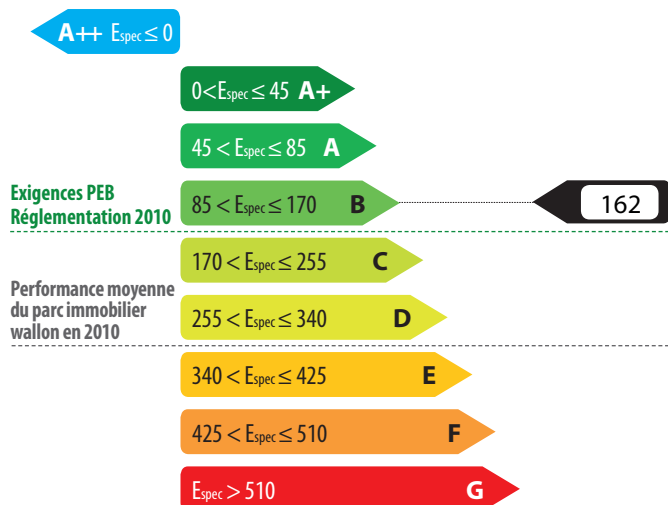 A++ Espec ≤ 0
0<Espec ≤ 45 A+
45 < Espec ≤ 85 A
Exigences PEB
Réglementation 2010
85 < Espec ≤ 170 B
162
170 < Espec ≤ 255 C
Performance moyenne
du parc immobilier
wallon en 2010
255 < Espec ≤ 340 D
340 < Espec ≤ 425 E
425 < Espec ≤ 510 F
Espec > 510 G